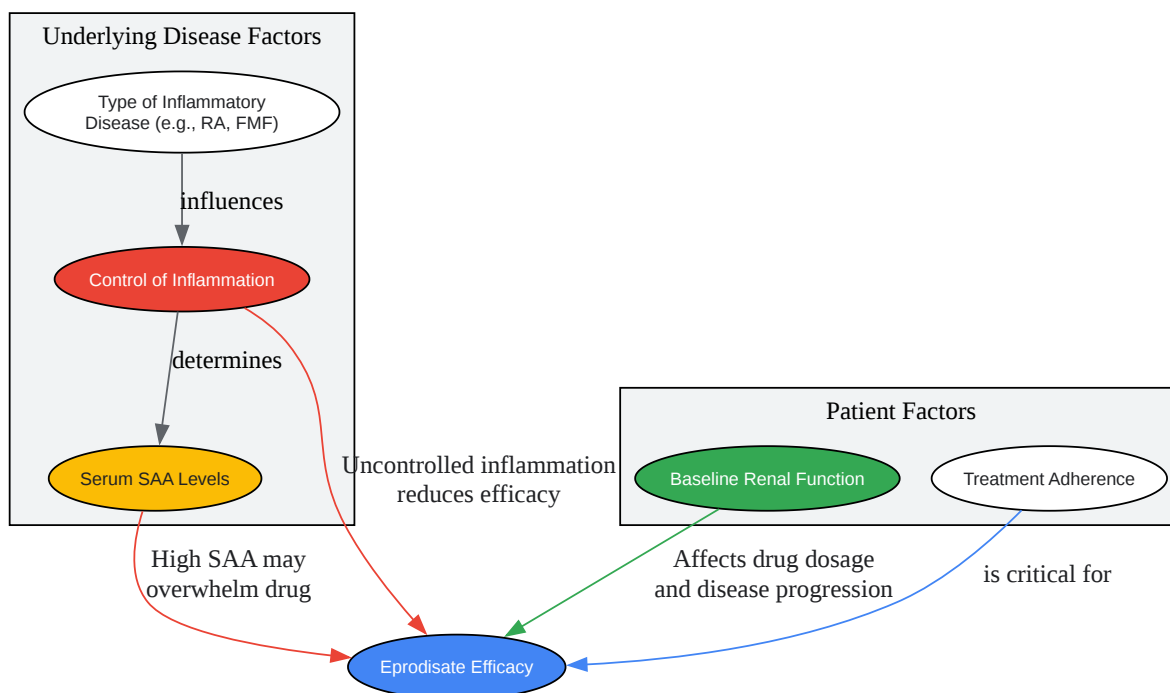 Underlying Disease Factors
Type of Inflammatory
Disease (e.g., RA, FMF)
influences
Control of Inflammation
determines
Serum SAA Levels
Uncontrolled inflammation
reduces efficacy
High SAA may
overwhelm drug
Patient Factors
Baseline Renal Function
Treatment Adherence
Affects drug dosage
and disease progression
is critical for
Eprodisate Efficacy